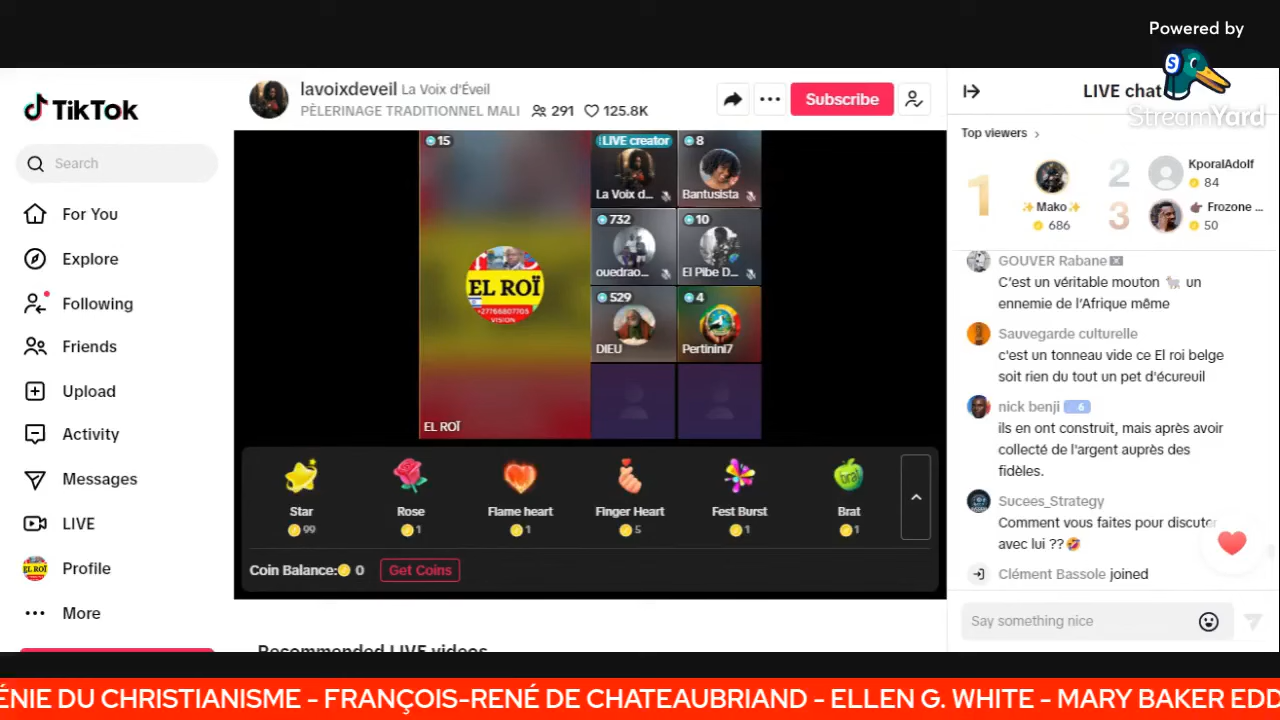 Powered by
StreamYard
TikTok
Search
For You
Explore
Following
Friends
Upload
Activity
Messages
LIVE
Profile
More
lavoixdeveil La Voix d'Éveil
PÈLERINAGE TRADITIONNEL MALI 291 125.8K
Subscribe
15
EL ROÏ
+27766807703
VISION
EL ROÏ
LIVE creator
La Voix d...
8
Bantusista
732
ouedrao...
10
El Pibe D...
529
DIEU
4
Pertinini7
Star
99
Rose
1
Flame heart
1
Finger Heart
5
Fest Burst
1
Brat
1
Coin Balance: 0
Get Coins
Recommended LIVE videos
LIVE chat
Top viewers
1
Mako
686
2
KporalAdolf
84
3
Frozone ...
50
GOUVER Rabane
C'est un véritable mouton 🐐 un
ennemie de l'Afrique même
Sauvegarde culturelle
c'est un tonneau vide ce El roi belge
soit rien du tout un pet d'écureuil
nick benji 6
ils en ont construit, mais après avoir
collecté de l'argent auprès des
fidèles.
Sucees_Strategy
Comment vous faites pour discuter
avec lui ??🤣
Clément Bassole joined
Say something nice
ÉNIE DU CHRISTIANISME - FRANÇOIS-RENÉ DE CHATEAUBRIAND - ELLEN G. WHITE - MARY BAKER EDD